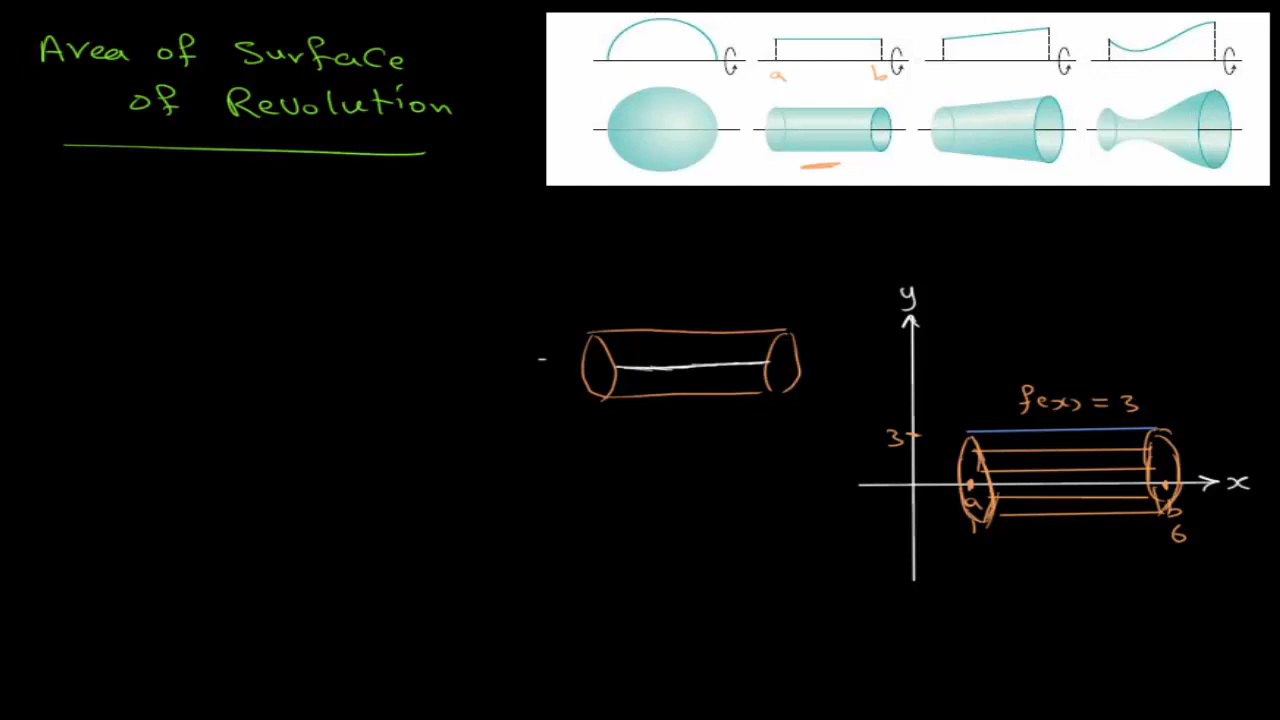 Area of Surface
of Revolution
a b
y
f(x) = 3
3
x
a b
1 6